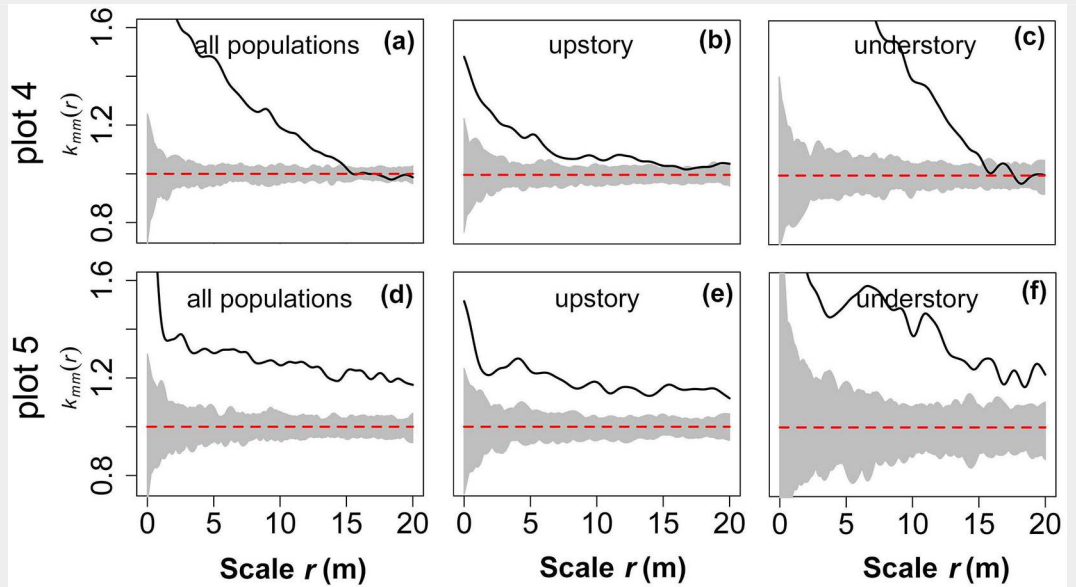 plot 4
k_mm(r)
1.6
1.2
0.8
all populations (a)
upstory (b)
understory (c)
plot 5
k_mm(r)
1.6
1.2
0.8
all populations (d)
upstory (e)
understory (f)
0 5 10 15 20
0 5 10 15 20
0 5 10 15 20
Scale r (m)
Scale r (m)
Scale r (m)